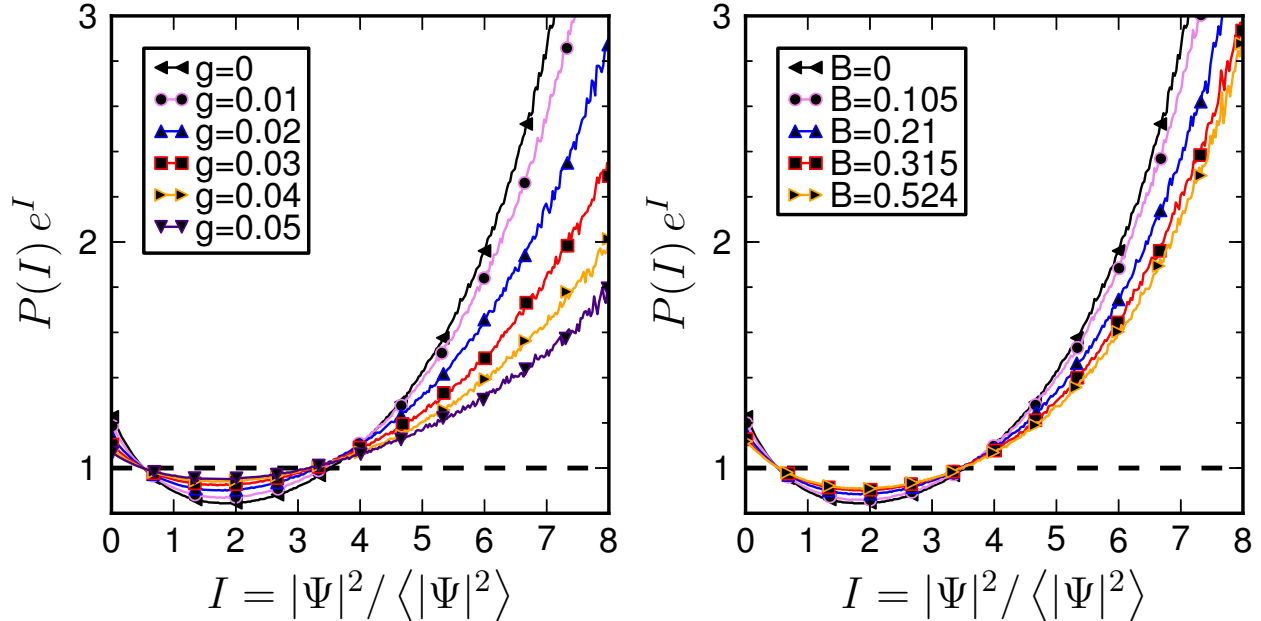 3
2
1
P(I) e^I
g=0
g=0.01
g=0.02
g=0.03
g=0.04
g=0.05
0 1 2 3 4 5 6 7 8
I = |Ψ|²/⟨|Ψ|²⟩
3
2
1
P(I) e^I
B=0
B=0.105
B=0.21
B=0.315
B=0.524
0 1 2 3 4 5 6 7 8
I = |Ψ|²/⟨|Ψ|²⟩